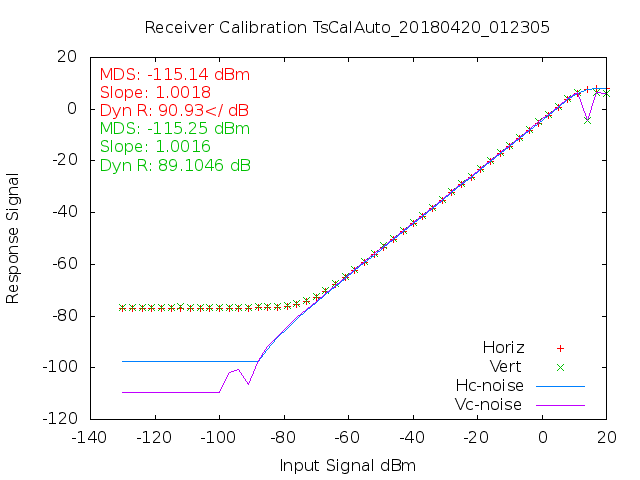 Receiver Calibration TsCalAuto_20180420_012305
MDS: -115.14 dBm
Slope: 1.0018
Dyn R: 90.93</ dB
MDS: -115.25 dBm
Slope: 1.0016
Dyn R: 89.1046 dB
20
0
-20
-40
-60
-80
-100
-120
Response Signal
Horiz
Vert
Hc-noise
Vc-noise
-140 -120 -100 -80 -60 -40 -20 0 20
Input Signal dBm